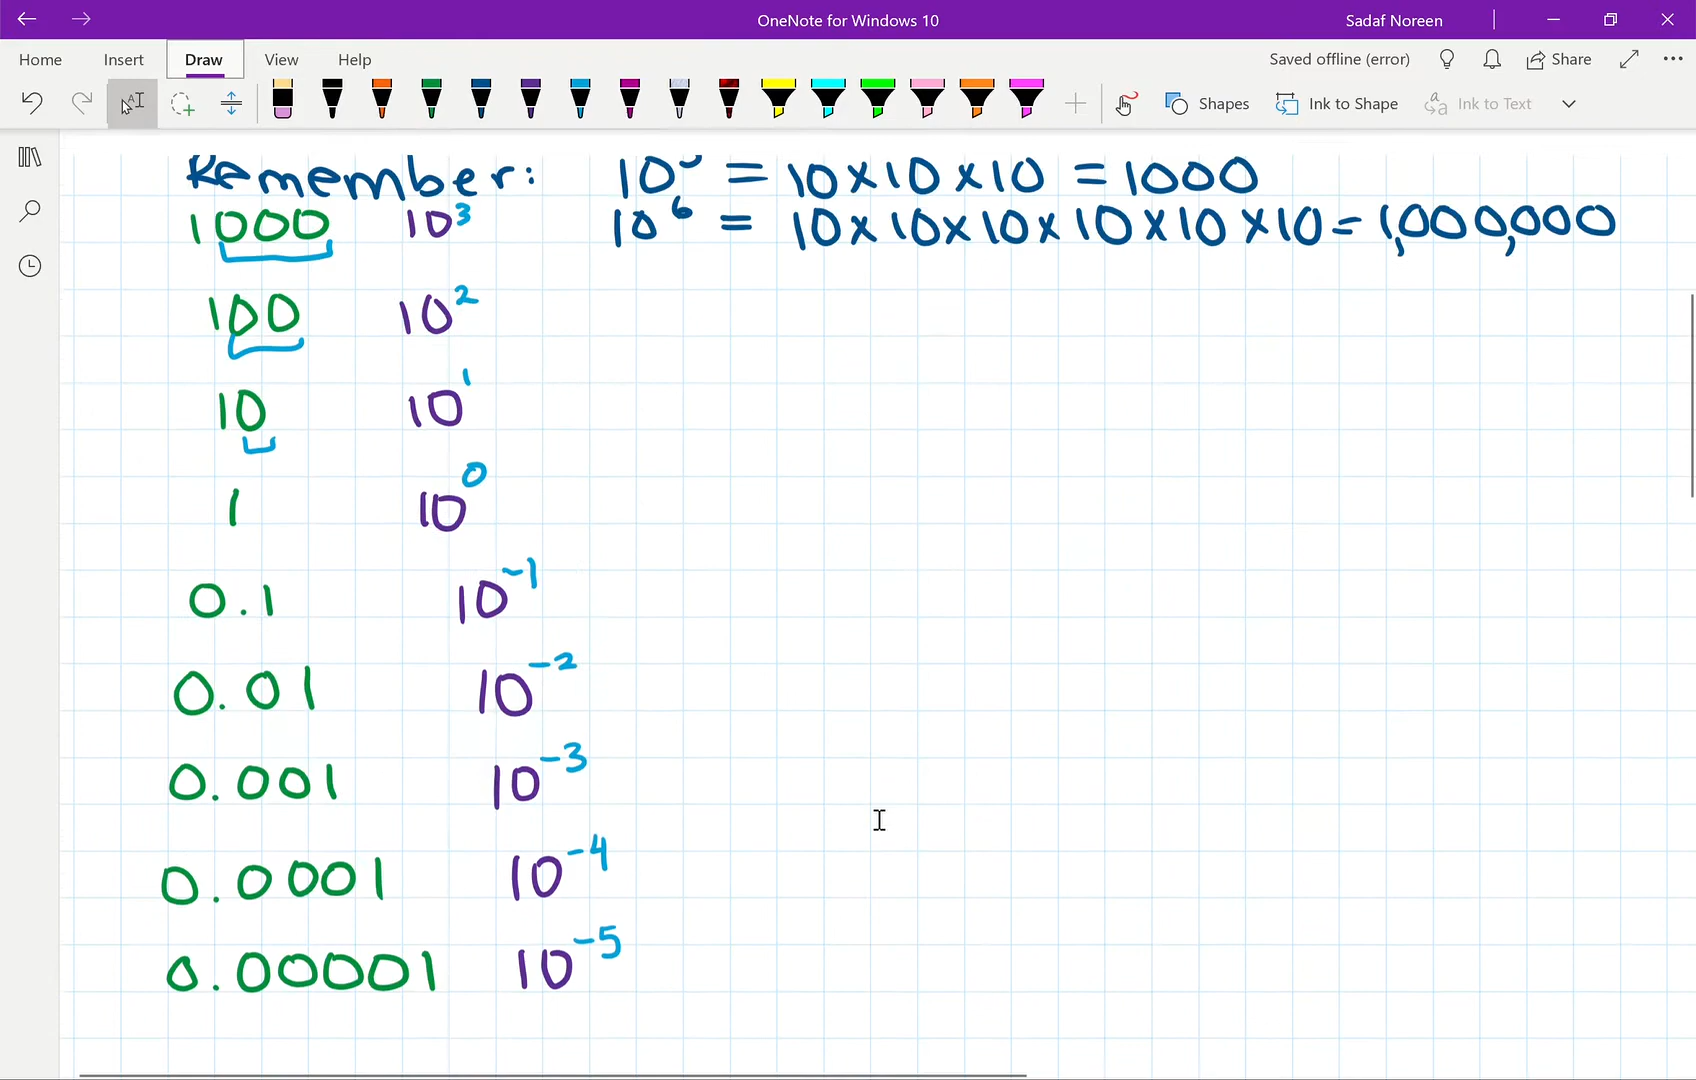 OneNote for Windows 10
Sadaf Noreen
Home Insert Draw View Help
Saved offline (error) Share
Shapes Ink to Shape Ink to Text
Remember: 10³ = 10×10×10 = 1000
1000 10³ 10⁶ = 10×10×10×10×10×10 = 1,000,000
100 10²
10 10¹
1 10⁰
0.1 10⁻¹
0.01 10⁻²
0.001 10⁻³
0.0001 10⁻⁴
0.00001 10⁻⁵